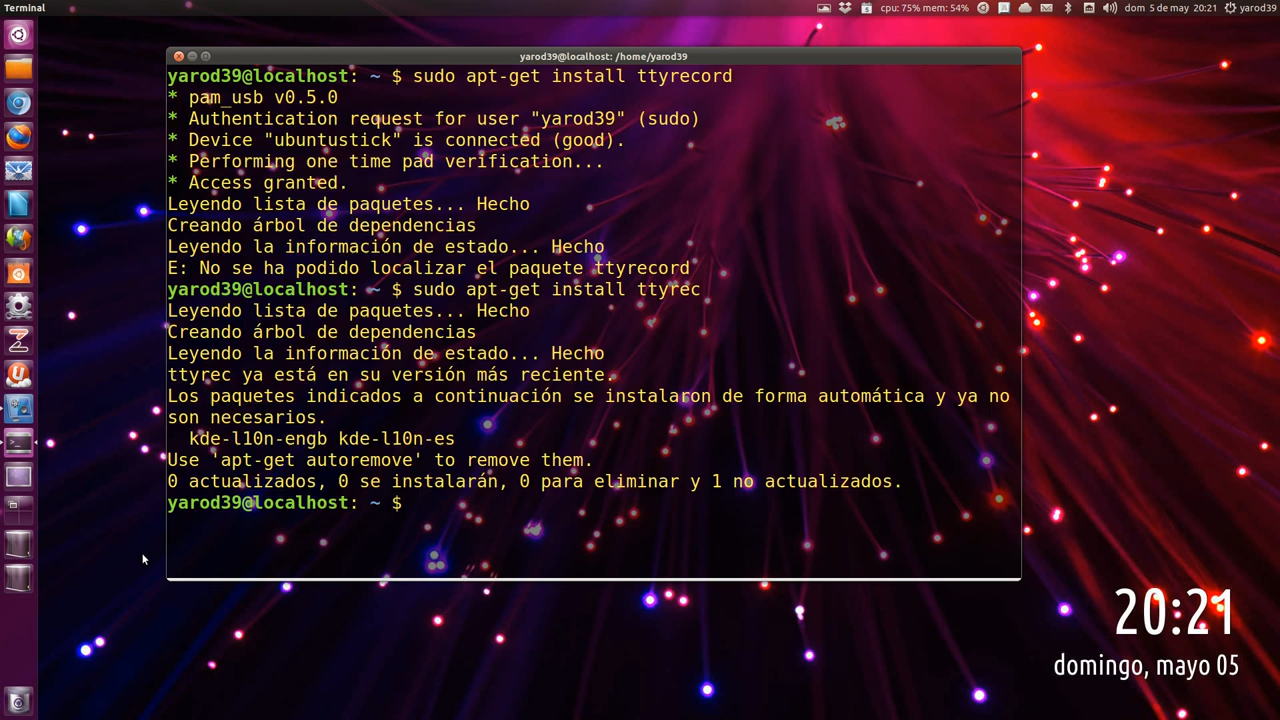 Terminal
cpu: 75% mem: 54%
dom 5 de may 20:21
yarod39
yarod39@localhost: /home/yarod39
yarod39@localhost: ~ $ sudo apt-get install ttyrecord
* pam_usb v0.5.0
* Authentication request for user "yarod39" (sudo)
* Device "ubuntustick" is connected (good).
* Performing one time pad verification...
* Access granted.
Leyendo lista de paquetes... Hecho
Creando árbol de dependencias
Leyendo la información de estado... Hecho
E: No se ha podido localizar el paquete ttyrecord
yarod39@localhost: ~ $ sudo apt-get install ttyrec
Leyendo lista de paquetes... Hecho
Creando árbol de dependencias
Leyendo la información de estado... Hecho
ttyrec ya está en su versión más reciente.
Los paquetes indicados a continuación se instalaron de forma automática y ya no
son necesarios.
  kde-l10n-engb kde-l10n-es
Use 'apt-get autoremove' to remove them.
0 actualizados, 0 se instalarán, 0 para eliminar y 1 no actualizados.
yarod39@localhost: ~ $
20:21
domingo, mayo 05